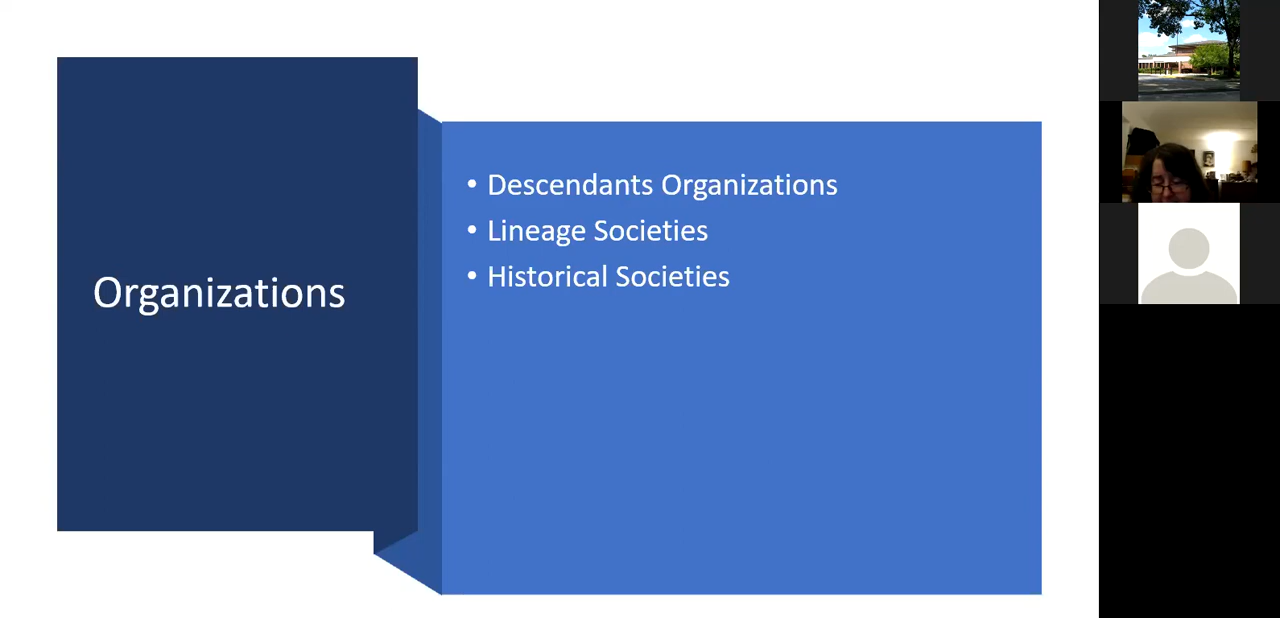 Organizations
• Descendants Organizations
• Lineage Societies
• Historical Societies